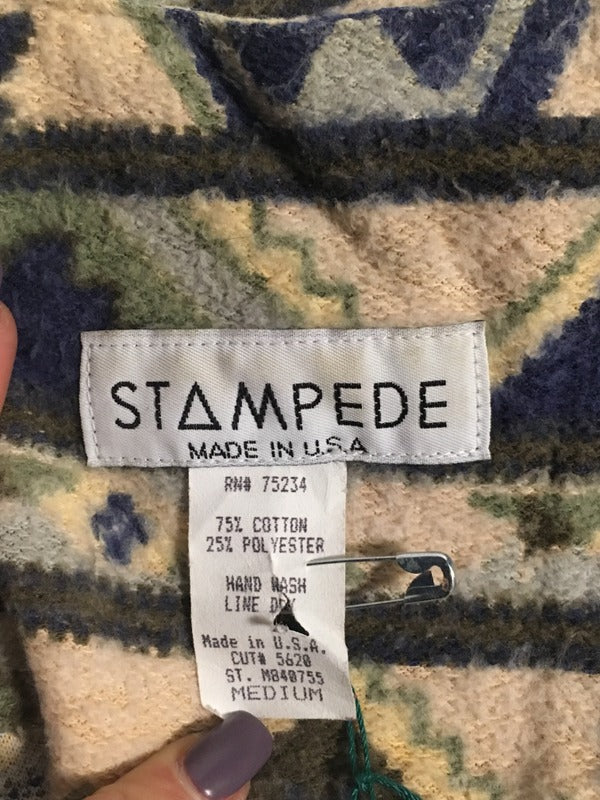 STAMPEDE
MADE IN U.S.A
RN# 75234
75% COTTON
25% POLYESTER
HAND WASH
LINE DRY
Made in U.S.A.
CUT# 5620
ST. M840755
MEDIUM